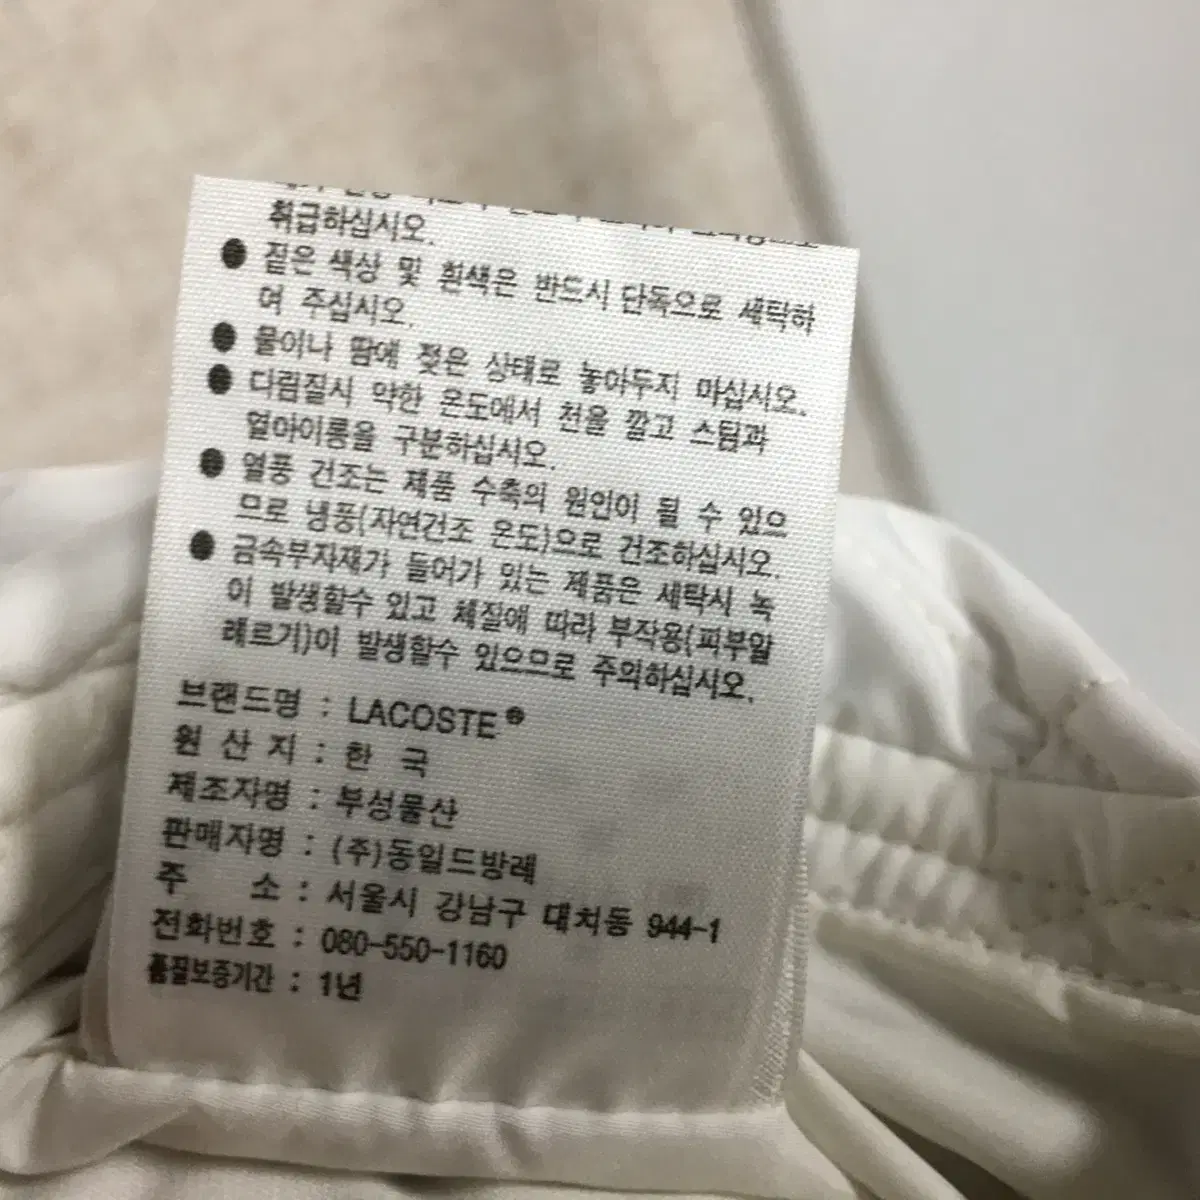 취급하십시오.
● 짙은 색상 및 흰색은 반드시 단독으로 세탁하
여 주십시오.
● 물이나 땀에 젖은 상태로 놓아두지 마십시오.
● 다림질시 약한 온도에서 천을 깔고 스팀과
열아이롱을 구분하십시오.
● 열풍 건조는 제품 수축의 원인이 될 수 있으
므로 냉풍(자연건조 온도)으로 건조하십시오.
● 금속부자재가 들어가 있는 제품은 세탁시 녹
이 발생할수 있고 체질에 따라 부작용(피부알
레르기)이 발생할수 있으므로 주의하십시오.
브랜드명 : LACOSTE®
원 산 지 : 한 국
제조자명 : 부성물산
판매자명 : (주)동일드방레
주 소 : 서울시 강남구 대치동 944-1
전화번호 : 080-550-1160
품질보증기간 : 1년